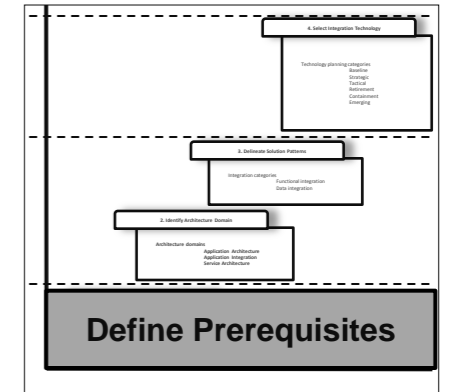 4. Select Integration Technology
Technology planning categories
Baseline
Strategic
Tactical
Retirement
Containment
Emerging
3. Delineate Solution Patterns
Integration categories
Functional integration
Data integration
2. Identify Architecture Domain
Architecture domains
Application Architecture
Application Integration
Service Architecture
Define Prerequisites